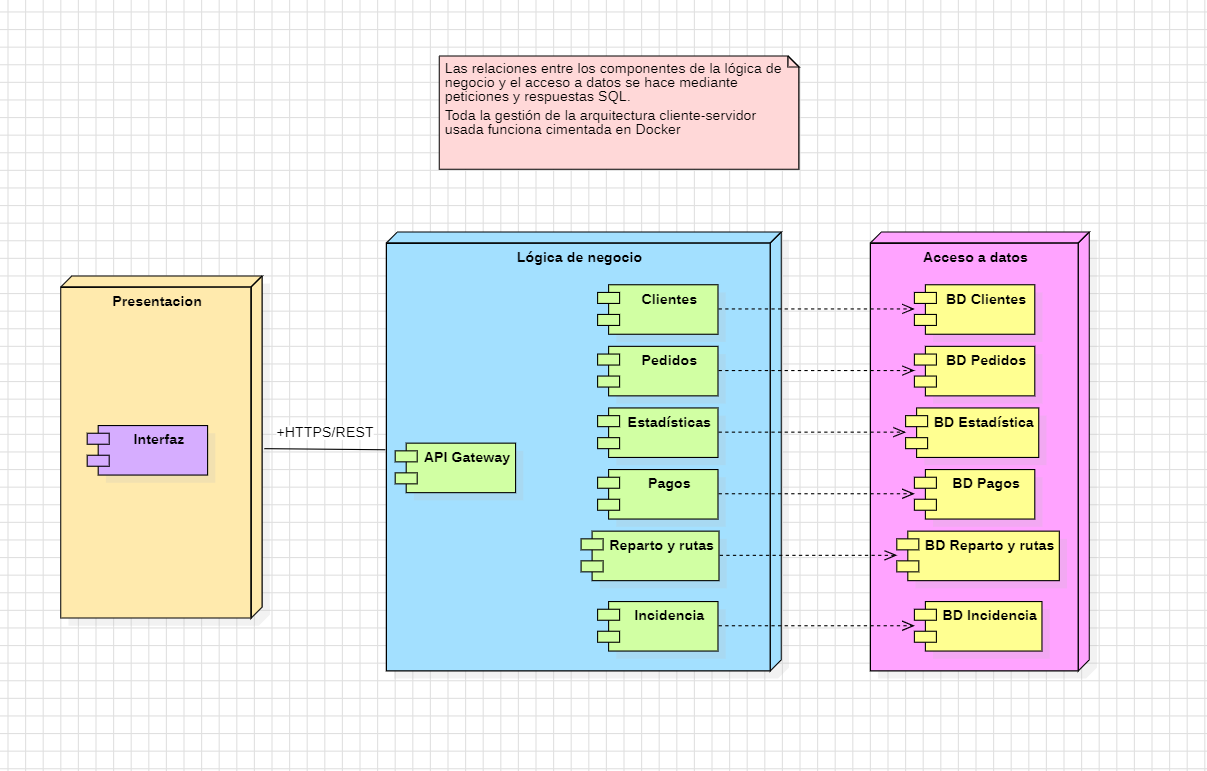 Las relaciones entre los componentes de la lógica de
negocio y el acceso a datos se hace mediante
peticiones y respuestas SQL.
Toda la gestión de la arquitectura cliente-servidor
usada funciona cimentada en Docker
Presentacion
Interfaz
+HTTPS/REST
Lógica de negocio
API Gateway
Clientes
Pedidos
Estadísticas
Pagos
Reparto y rutas
Incidencia
Acceso a datos
BD Clientes
BD Pedidos
BD Estadística
BD Pagos
BD Reparto y rutas
BD Incidencia